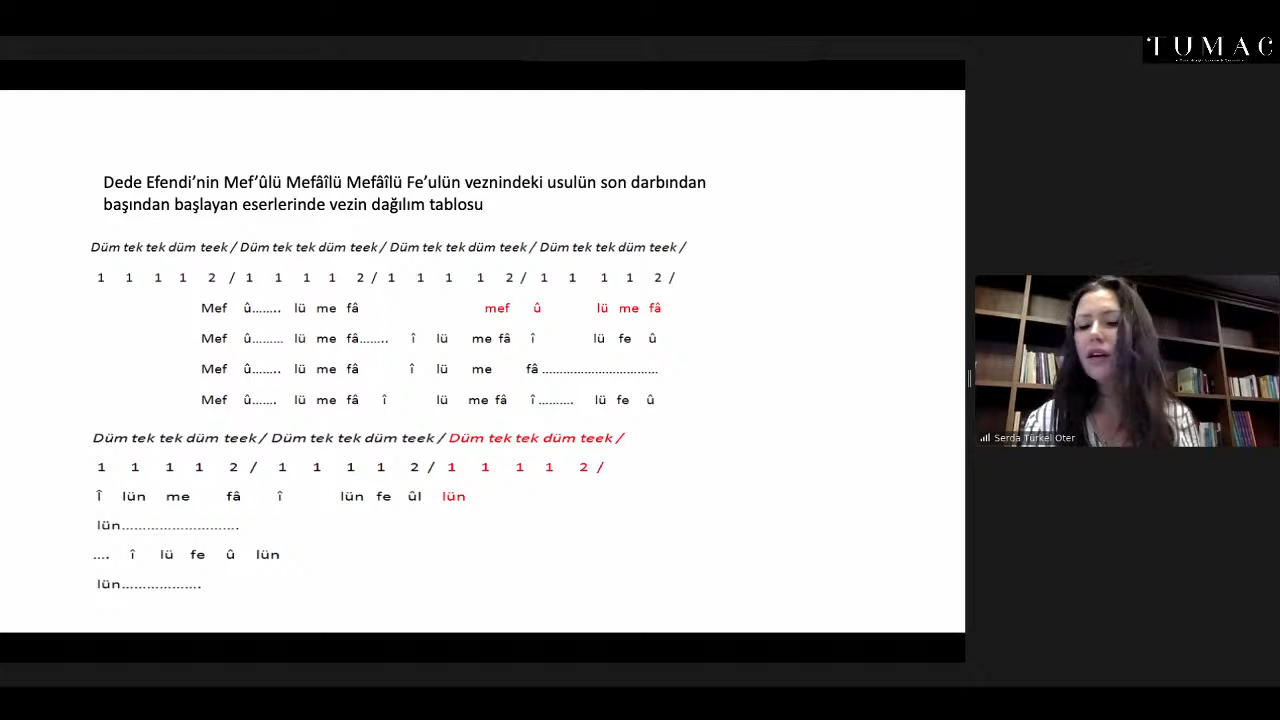 TUMAC
Dede Efendi’nin Mef’ûlü Mefâîlü Mefâîlü Fe’ulün veznindeki usulün son darbından
başından başlayan eserlerinde vezin dağılım tablosu
Düm tek tek düm teek / Düm tek tek düm teek / Düm tek tek düm teek / Düm tek tek düm teek /
1 1 1 1 2 / 1 1 1 1 2 / 1 1 1 1 2 / 1 1 1 1 2 /
Mef û........ lü me fâ mef û lü me fâ
Mef û......... lü me fâ........ î lü me fâ î lü fe û
Mef û........ lü me fâ î lü me fâ .................................
Mef û....... lü me fâ î lü me fâ î .......... lü fe û
Düm tek tek düm teek / Düm tek tek düm teek / Düm tek tek düm teek /
1 1 1 1 2 / 1 1 1 1 2 / 1 1 1 1 2 /
Î lün me fâ î lün fe ûl lün
lün............................
.... î lü fe û lün
lün...................
Serda Türkel Oter